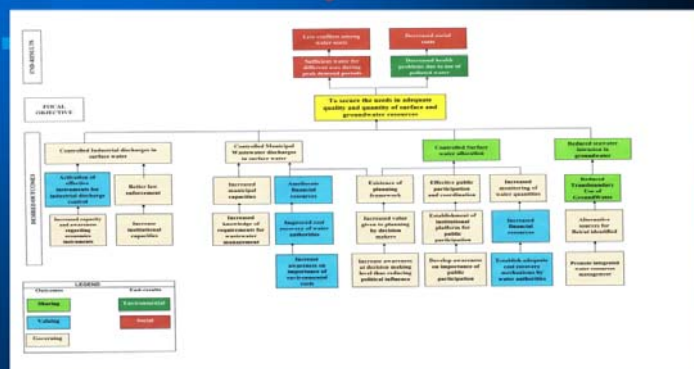 END-RESULTS
Less conflicts among
water users
Decreased social
costs
Sufficient water for
different uses during
peak demand periods
Decreased health
problems due to use of
polluted water
FOCAL
OBJECTIVE
To secure the needs in adequate
quality and quantity of surface
and groundwater resources
DESIRED OUTCOMES
Controlled Industrial discharges in
surface water
Controlled Municipal
Wastewater discharges
in surface water
Controlled Surface
water allocation
Reduced seawater
intrusion in
groundwater
Activation of
effective
instruments for
industrial discharge
control
Better law
enforcement
Increased
municipal
capacities
Ameliorate
financial
resources
Existence of
planning
framework
Effective public
participation
and coordination
Increased
monitoring of
water quantities
Reduced
Transboundary
Use of
GroundWater
Increased capacity
and awareness
regarding
economics
instruments
Increase
institutional
capacities
Increased
knowledge of
requirements for
wastewater
management
Improved cost
recovery of water
authorities
Increased value
given to planning
by decision
makers
Establishment of
institutional
platform for
public
participation
Increased
financial
resources
Alternative
sources for
Beirut identified
Increase
awareness on
importance of
environmental
costs
Increase awareness
at decision making
level thus reducing
political influence
Develop awareness
on importance of
public
participation
Establish adequate
cost recovery
mechanisms by
water authorities
Promote integrated
water resources
management
LEGEND
Outcomes
End-results
Sharing
Environmental
Valuing
Social
Governing